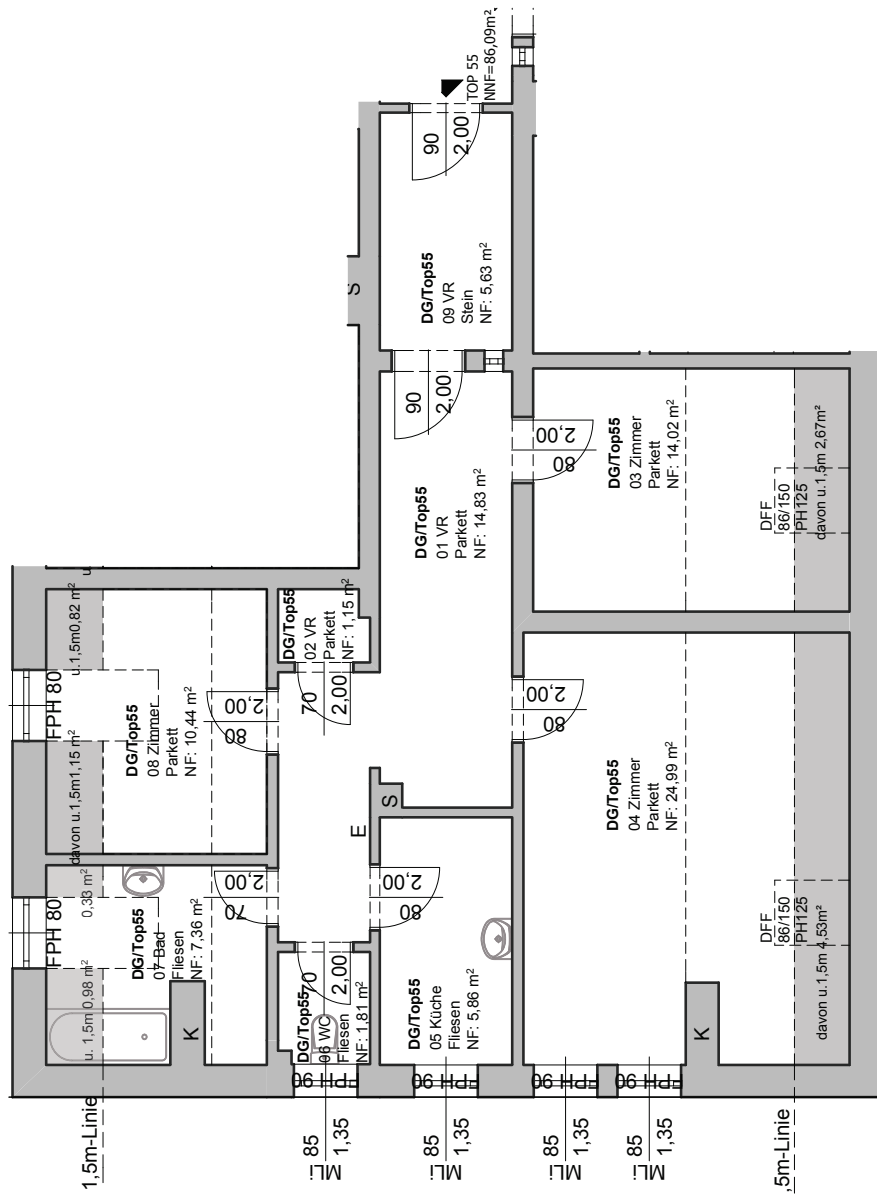 TOP 55
NNF=86,09m²
90
2,00
DG/Top55
09 VR
Stein
NF: 5,63 m²
S
90
2,00
DG/Top55
01 VR
Parkett
NF: 14,83 m²
2,00
80
DG/Top55
03 Zimmer
Parkett
NF: 14,02 m²
DFF
86/150
PH125
davon u.1,5m 2,67m²
u.
u.1,5m0,82 m²
FPH 80
davon u.1,5m1,15 m²
DG/Top55
08 Zimmer
Parkett
NF: 10,44 m²
2,00
80
DG/Top55
02 VR
Parkett
NF: 1,15 m²
70
2,00
2,00
80
DG/Top55
04 Zimmer
Parkett
NF: 24,99 m²
DFF
86/150
PH125
davon u.1,5m 4,53m²
S
E
FPH 80
0,33 m²
u. 1,5m 0,98 m²
DG/Top55
07 Bad
Fliesen
NF: 7,36 m²
2,00
70
K
DG/Top55
06 WC
Fliesen
NF: 1,81 m²
70
2,00
2,00
80
DG/Top55
05 Küche
Fliesen
NF: 5,86 m²
K
FPH 90
FPH 90
FPH 90
FPH 90
1,5m-Linie
85
1,35
MLi
85
1,35
MLi
85
1,35
MLi
85
1,35
MLi
,5m-Linie